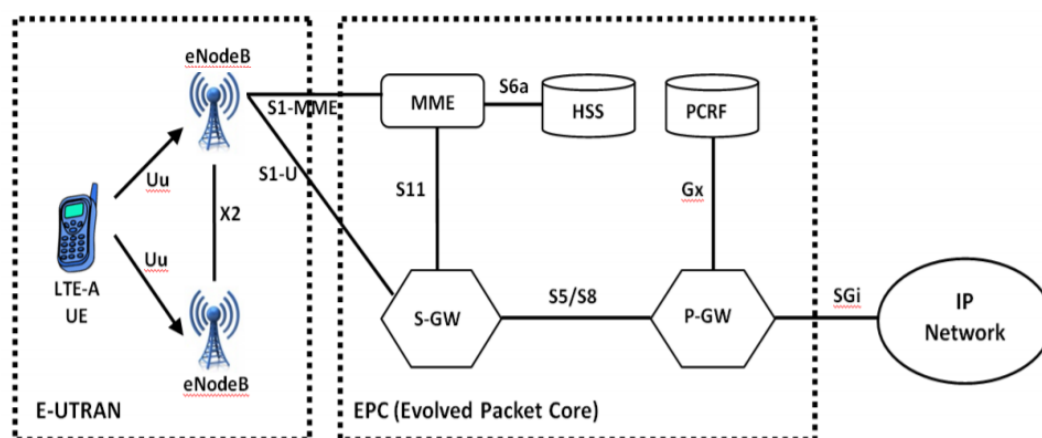 eNodeB
S1-MME
MME
S6a
HSS
PCRF
Uu
S1-U
X2
S11
Gx
Uu
LTE-A
UE
S-GW
S5/S8
P-GW
SGi
IP
Network
eNodeB
E-UTRAN
EPC (Evolved Packet Core)